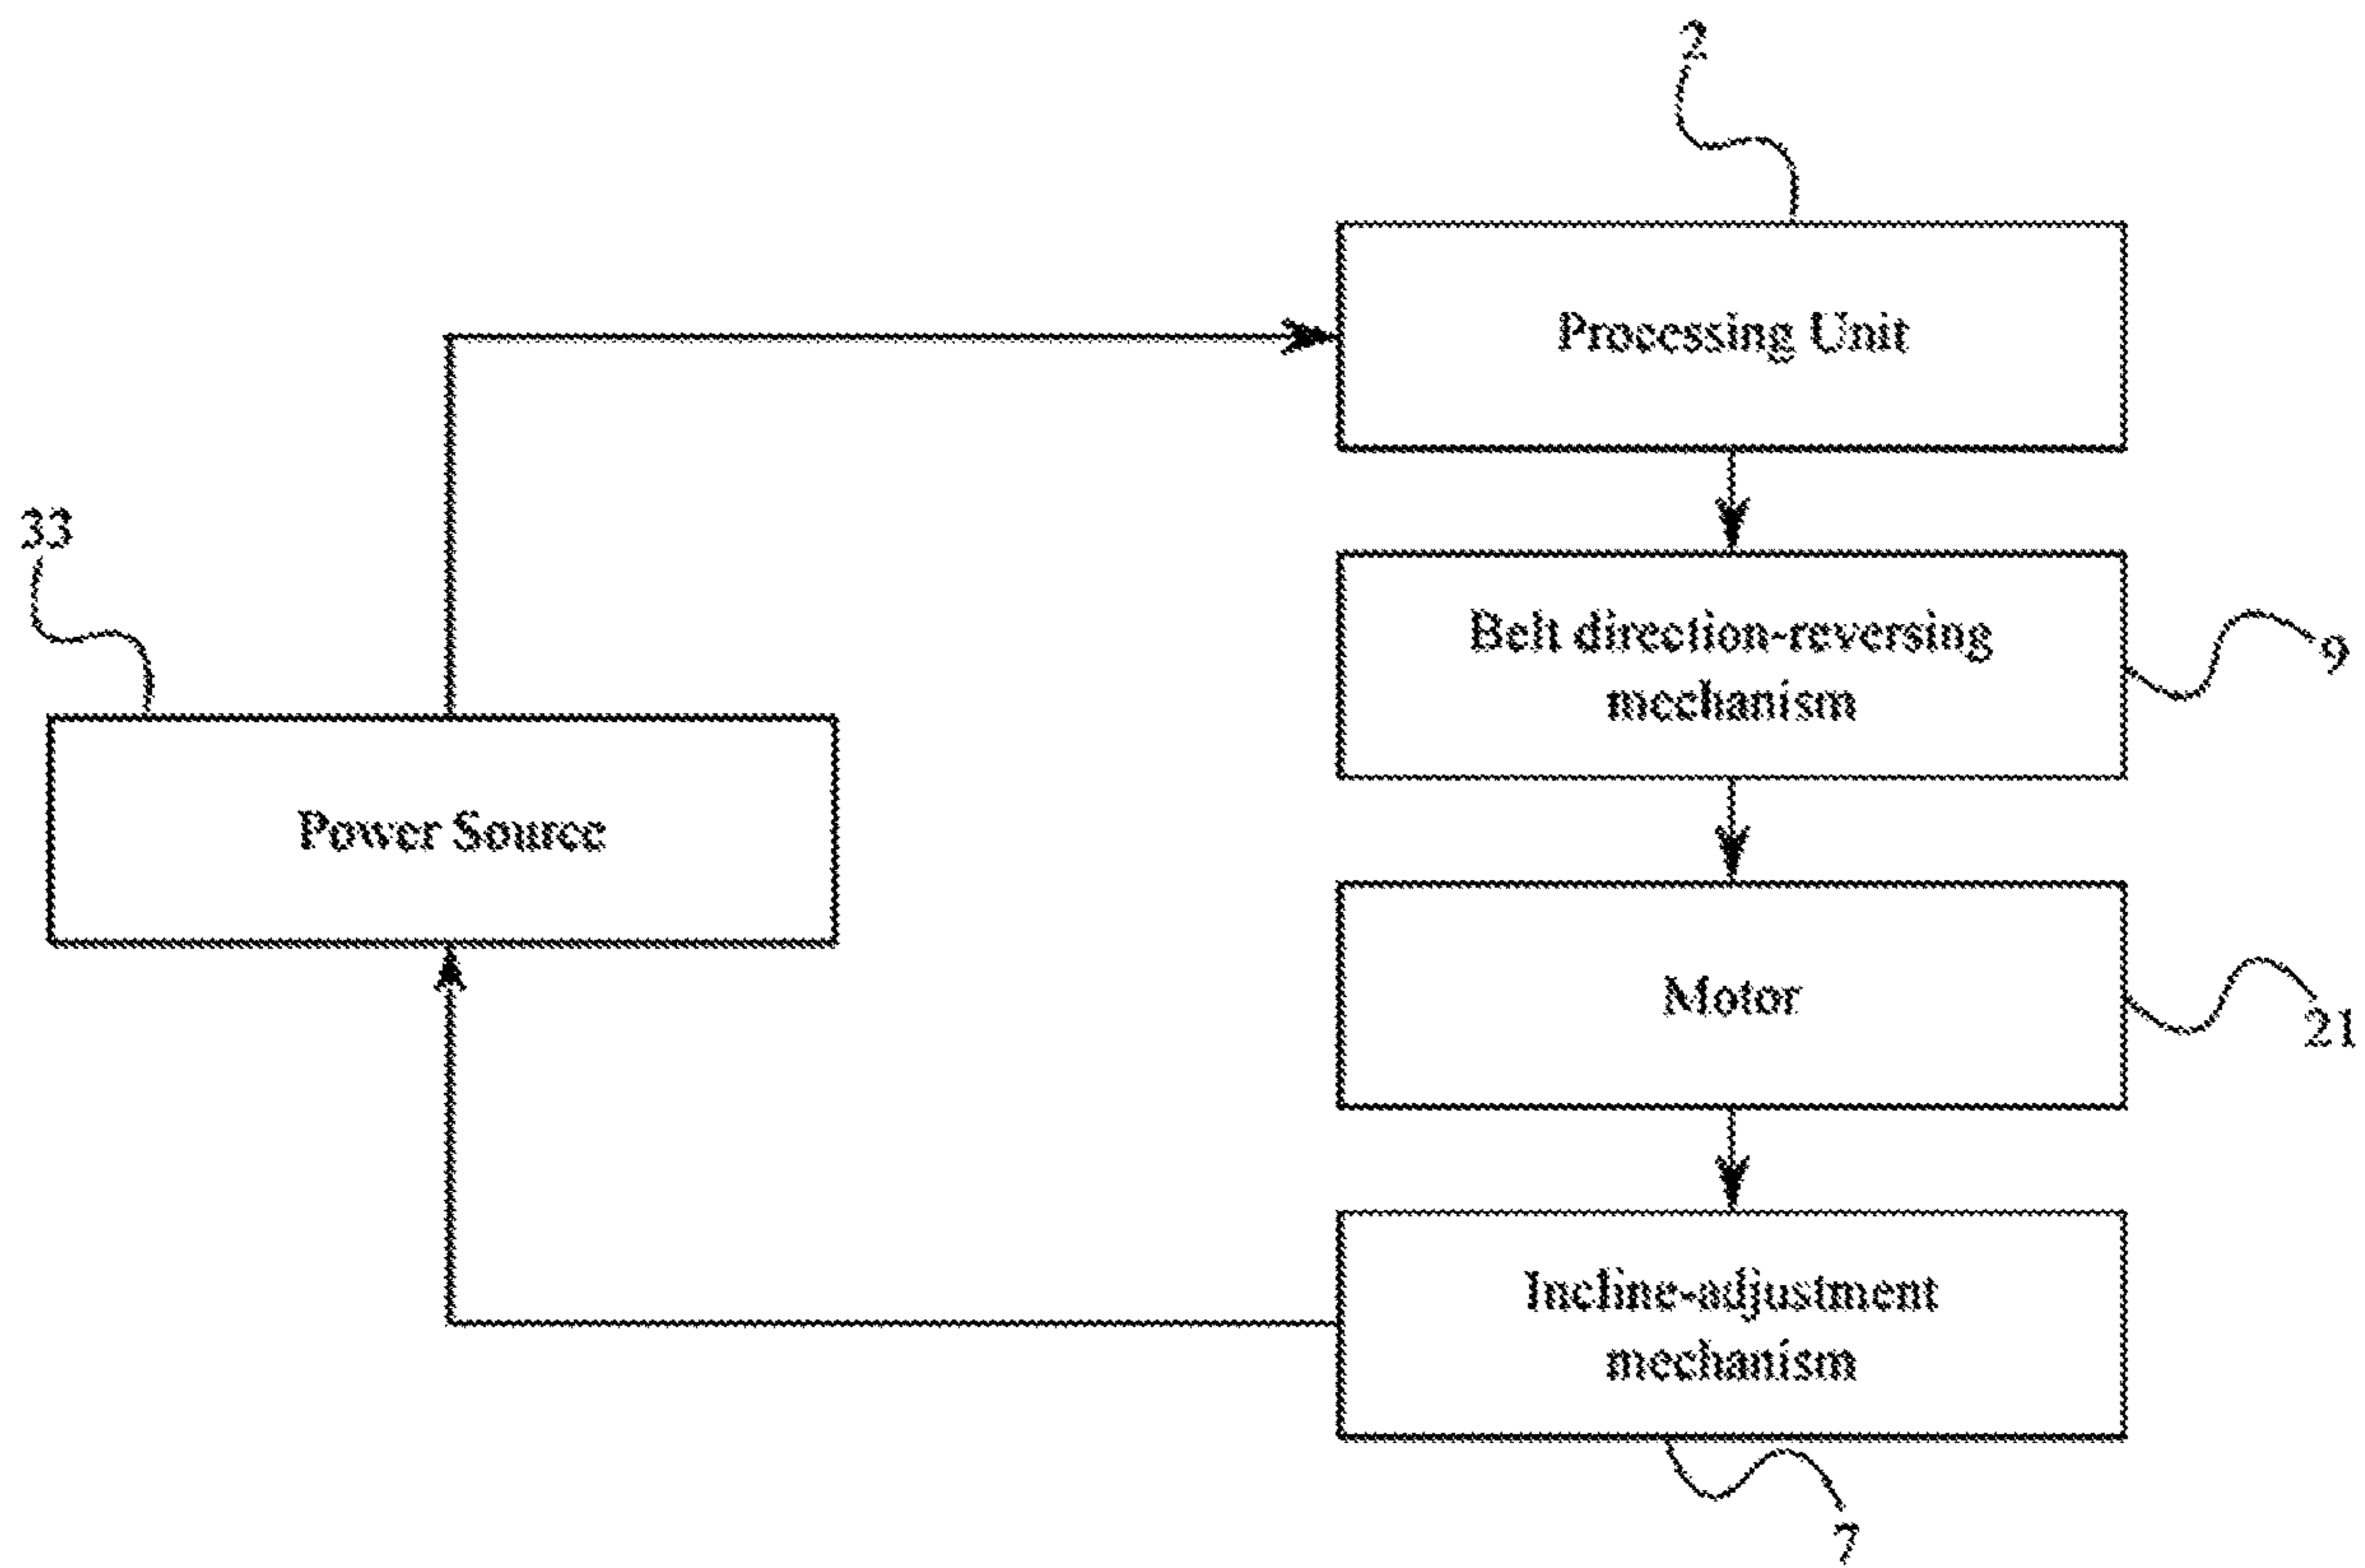 2
Processing Unit
33
Belt direction-reversing
mechanism
9
Power Source
Motor
21
Incline-adjustment
mechanism
7